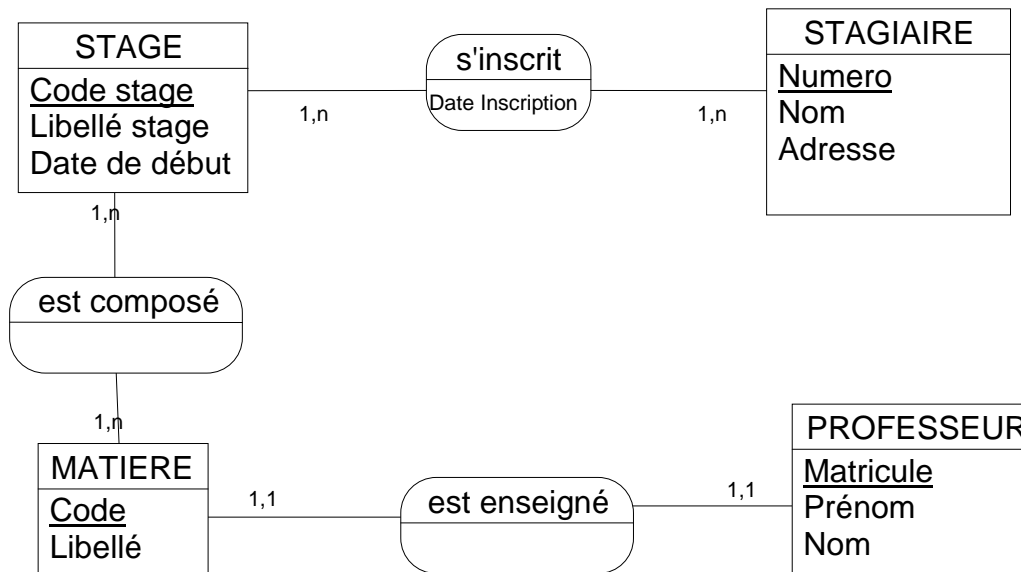 STAGE
Code stage
Libellé stage
Date de début
1,n
s'inscrit
Date Inscription
1,n
STAGIAIRE
Numero
Nom
Adresse
1,n
est composé
1,n
MATIERE
Code
Libellé
1,1
est enseigné
1,1
PROFESSEUR
Matricule
Prénom
Nom